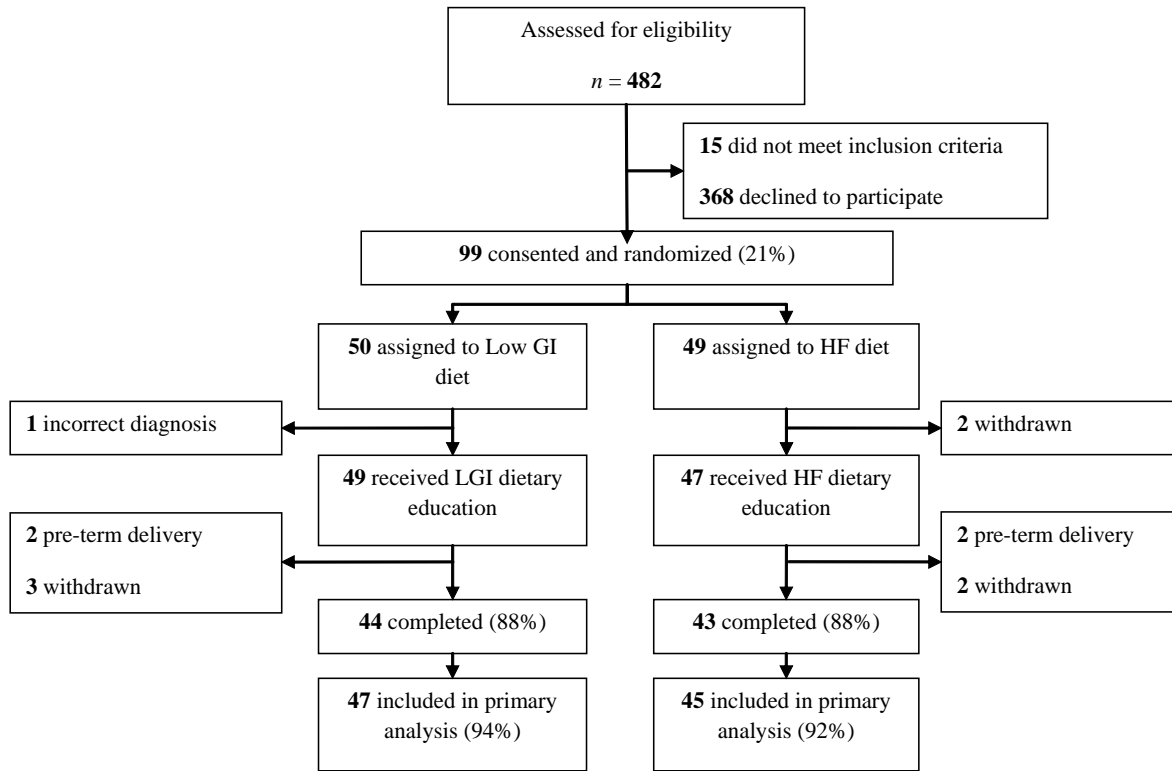 Assessed for eligibility
n = 482
15 did not meet inclusion criteria
368 declined to participate
99 consented and randomized (21%)
50 assigned to Low GI
diet
49 assigned to HF diet
1 incorrect diagnosis
2 withdrawn
49 received LGI dietary
education
47 received HF dietary
education
2 pre-term delivery
3 withdrawn
2 pre-term delivery
2 withdrawn
44 completed (88%)
43 completed (88%)
47 included in primary
analysis (94%)
45 included in primary
analysis (92%)